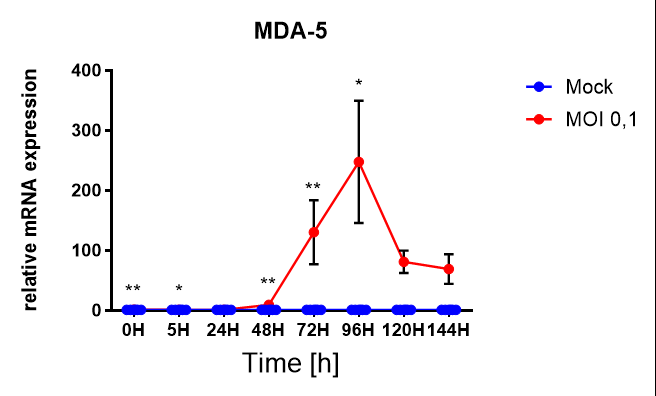 MDA-5
relative mRNA expression
400
300
200
100
0
** * ** ** *
0H 5H 24H 48H 72H 96H 120H 144H
Time [h]
Mock
MOI 0,1